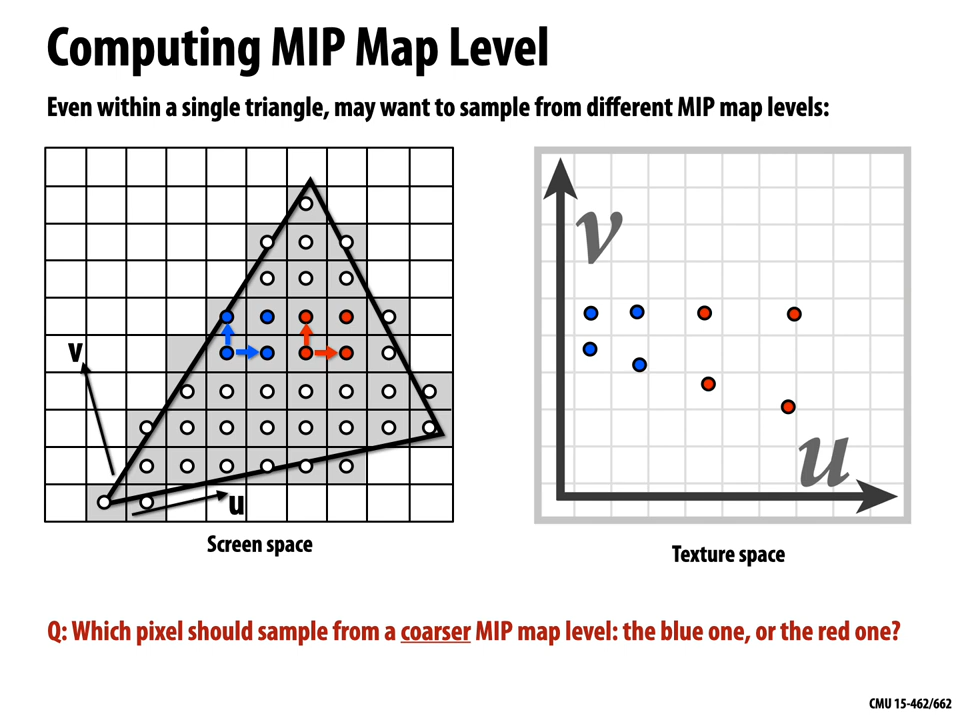 Computing MIP Map Level
Even within a single triangle, may want to sample from different MIP map levels:
v
u
Screen space
v
u
Texture space
Q: Which pixel should sample from a coarser MIP map level: the blue one, or the red one?
CMU 15-462/662